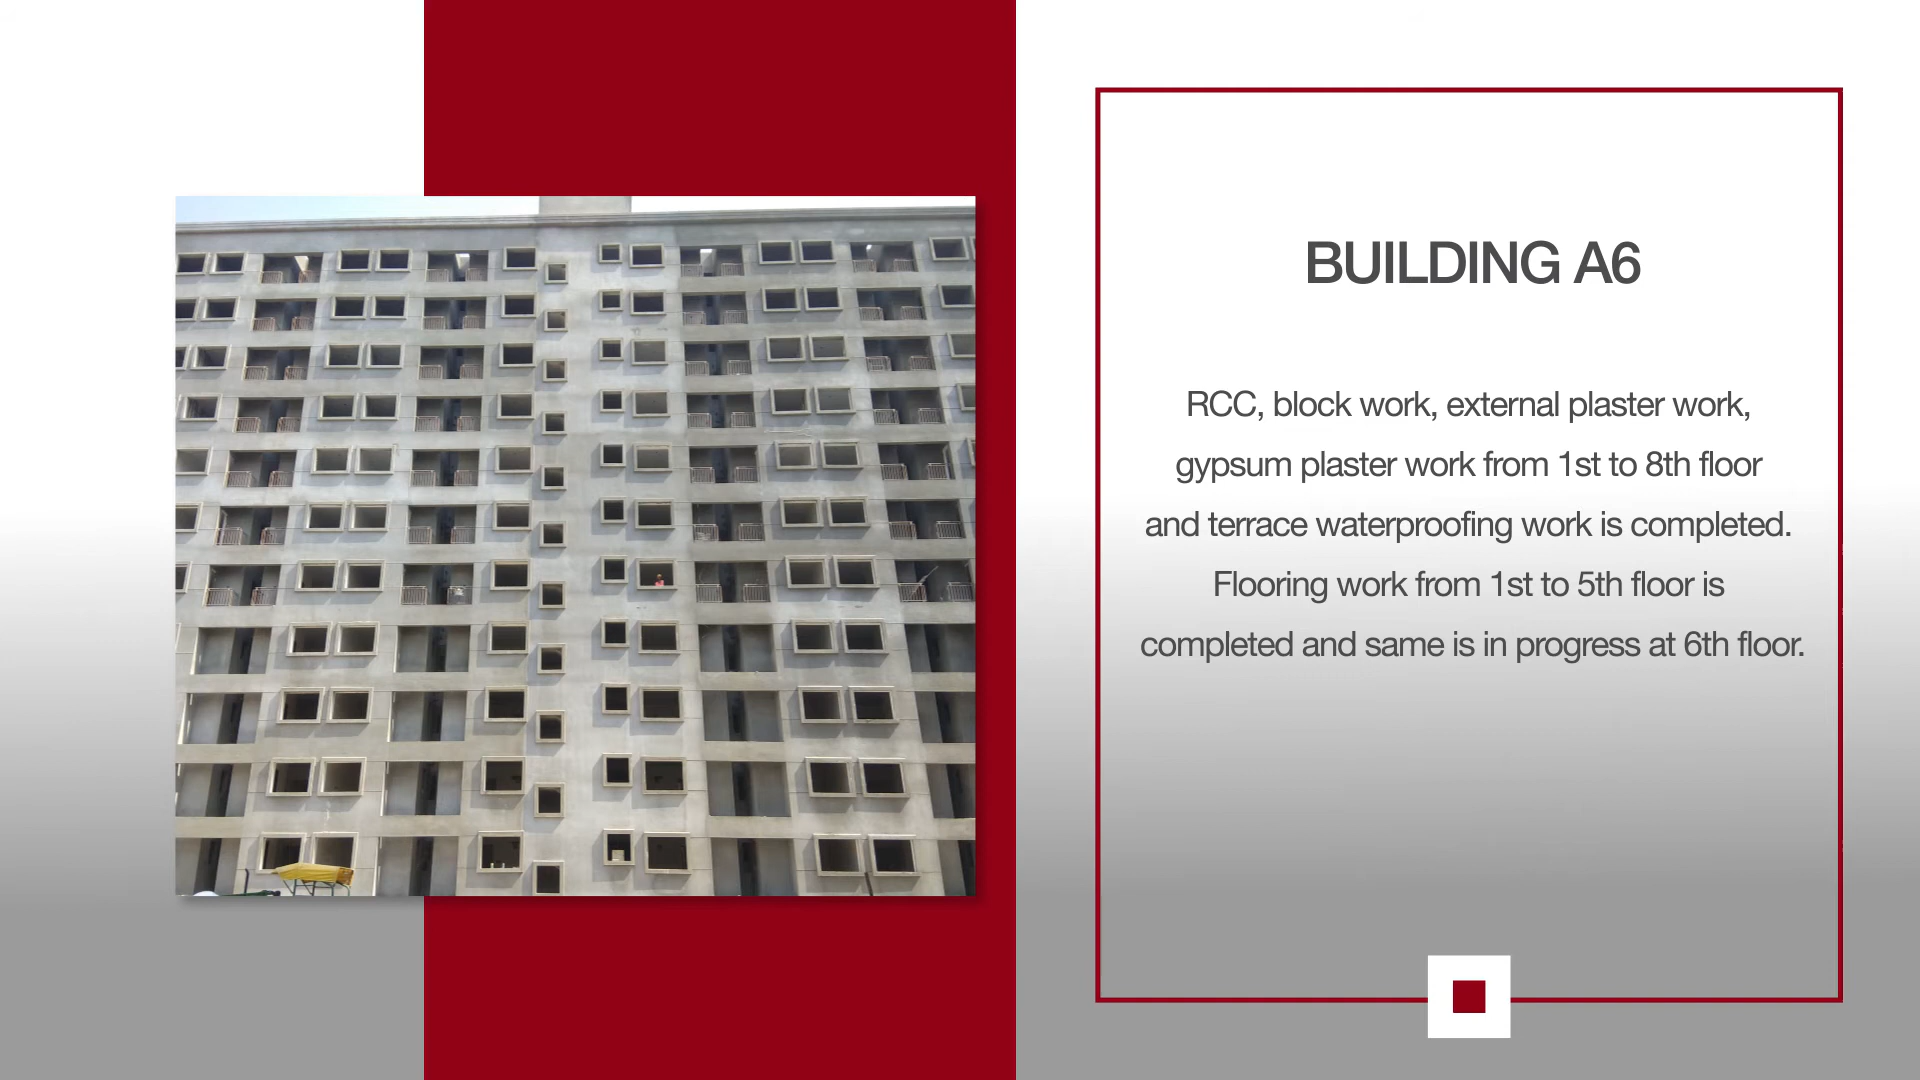 BUILDING A6
RCC, block work, external plaster work,
gypsum plaster work from 1st to 8th floor
and terrace waterproofing work is completed.
Flooring work from 1st to 5th floor is
completed and same is in progress at 6th floor.